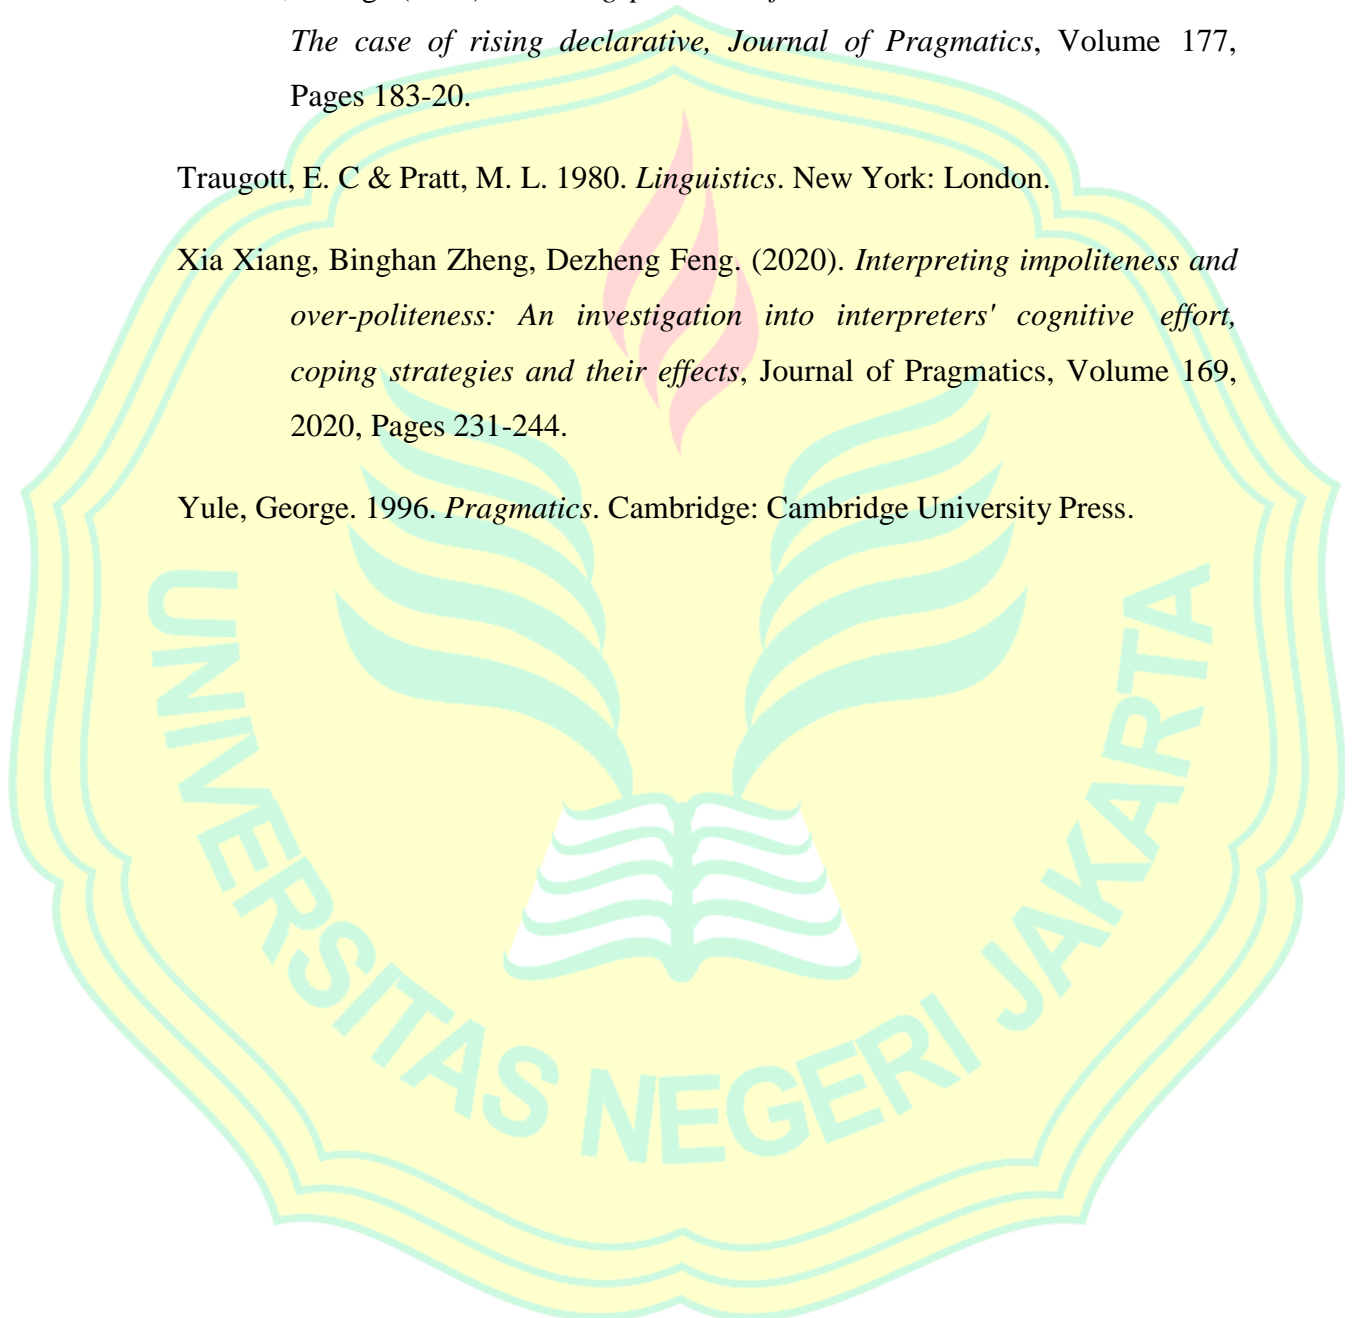 The case of rising declarative, Journal of Pragmatics, Volume 177,
Pages 183-20.
Traugott, E. C & Pratt, M. L. 1980. Linguistics. New York: London.
Xia Xiang, Binghan Zheng, Dezheng Feng. (2020). Interpreting impoliteness and
over-politeness: An investigation into interpreters' cognitive effort,
coping strategies and their effects, Journal of Pragmatics, Volume 169,
2020, Pages 231-244.
Yule, George. 1996. Pragmatics. Cambridge: Cambridge University Press.
UNIVERSITAS NEGERI JAKARTA